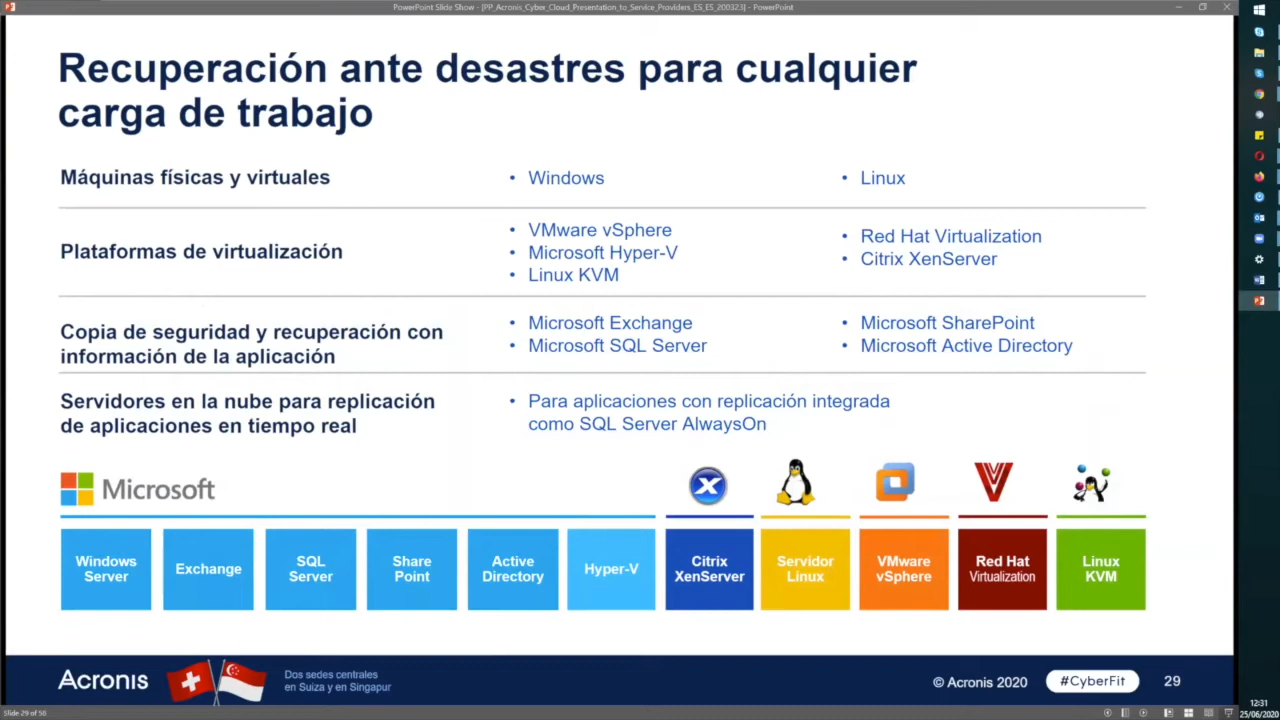 PowerPoint Slide Show - [PP_Acronis_Cyber_Cloud_Presentation_to_Service_Providers_ES_ES_200323] - PowerPoint
Recuperación ante desastres para cualquier
carga de trabajo
Máquinas físicas y virtuales
• Windows
• Linux
Plataformas de virtualización
• VMware vSphere
• Microsoft Hyper-V
• Linux KVM
• Red Hat Virtualization
• Citrix XenServer
Copia de seguridad y recuperación con
información de la aplicación
• Microsoft Exchange
• Microsoft SQL Server
• Microsoft SharePoint
• Microsoft Active Directory
Servidores en la nube para replicación
de aplicaciones en tiempo real
• Para aplicaciones con replicación integrada
como SQL Server AlwaysOn
Microsoft
X
Windows
Server
Exchange
SQL
Server
Share
Point
Active
Directory
Hyper-V
Citrix
XenServer
Servidor
Linux
VMware
vSphere
Red Hat
Virtualization
Linux
KVM
Acronis
Dos sedes centrales
en Suiza y en Singapur
© Acronis 2020
#CyberFit
29
Slide 29 of 50
12:31
25/06/2020